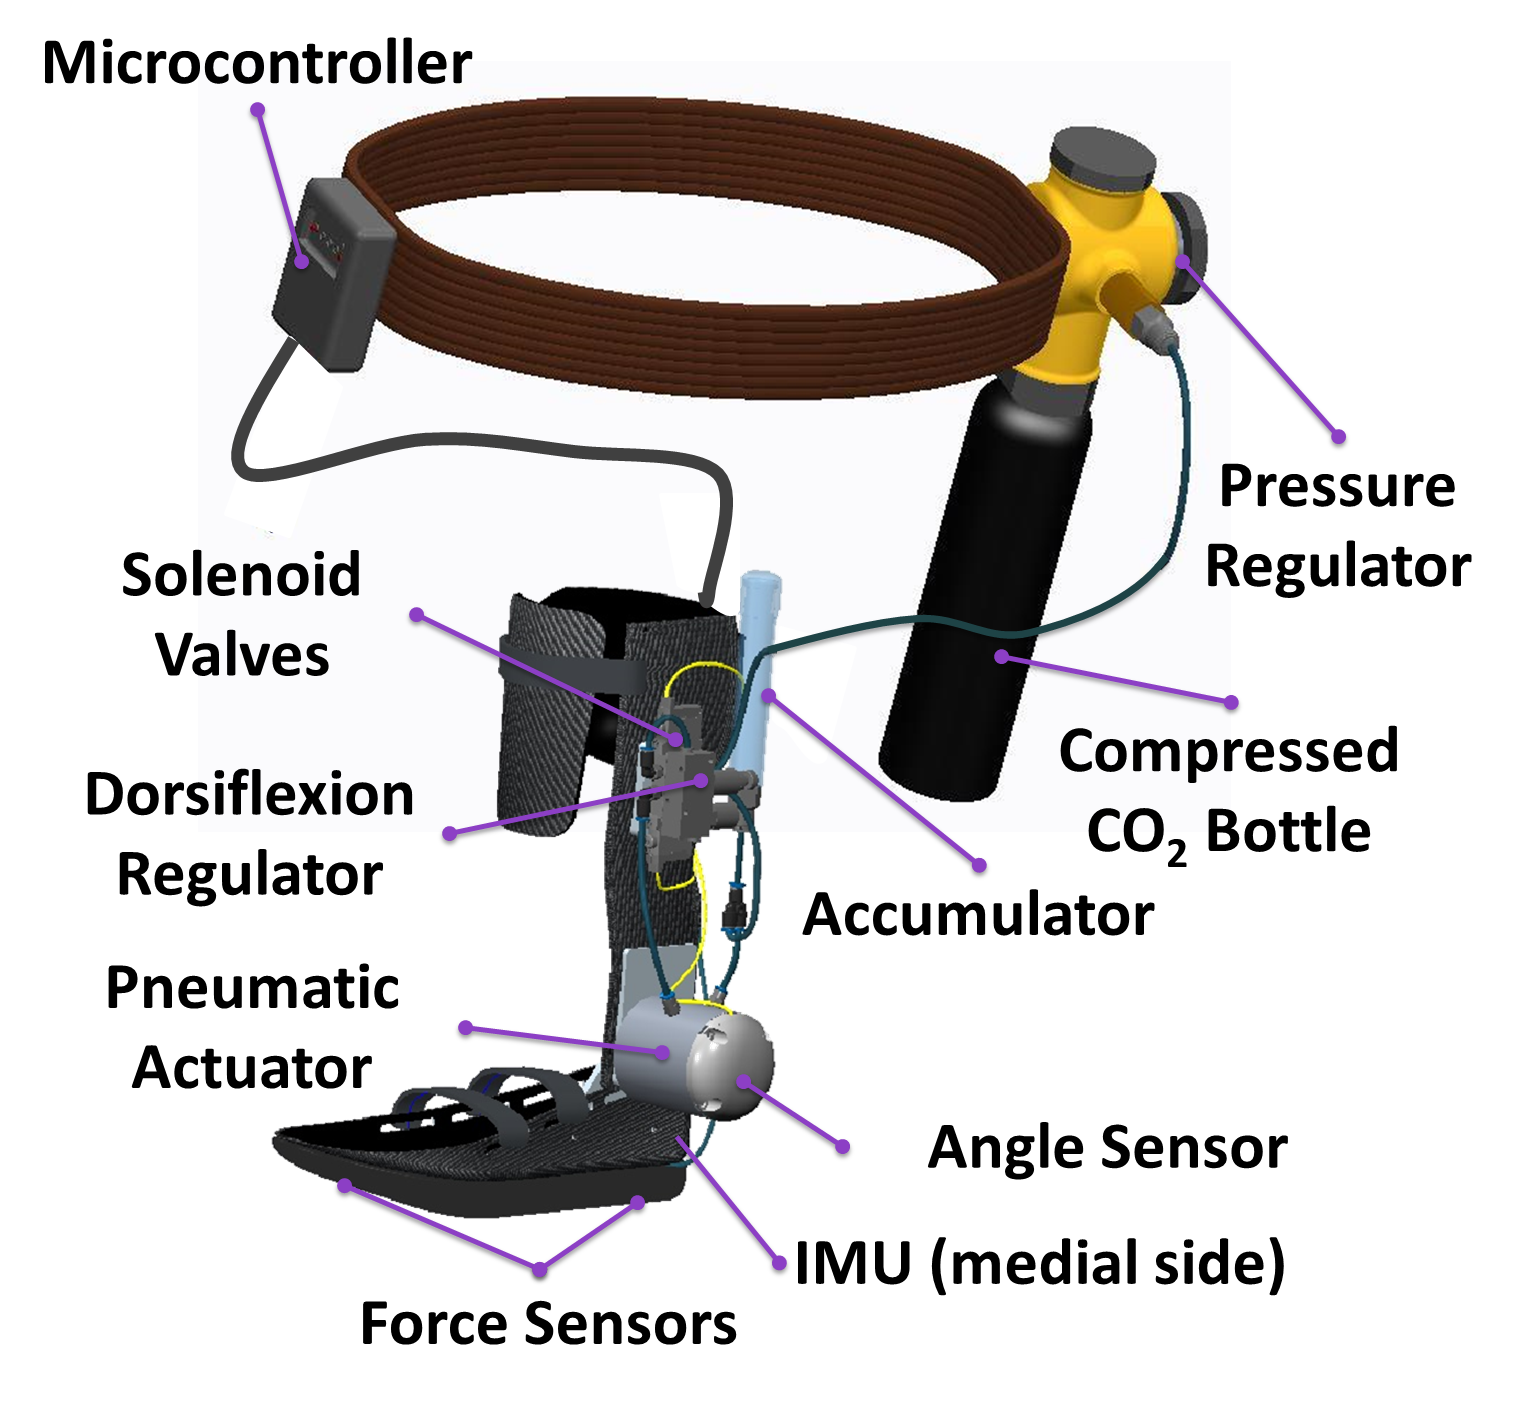 Microcontroller
Pressure
Regulator
Solenoid
Valves
Compressed
CO₂ Bottle
Dorsiflexion
Regulator
Accumulator
Pneumatic
Actuator
Angle Sensor
IMU (medial side)
Force Sensors